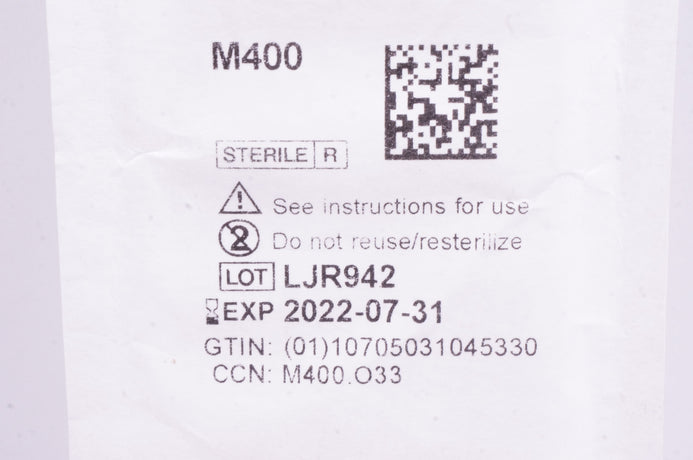 M400
STERILE R
See instructions for use
2 Do not reuse/resterilize
LOT LJR942
EXP 2022-07-31
GTIN: (01)10705031045330
CCN: M400.O33